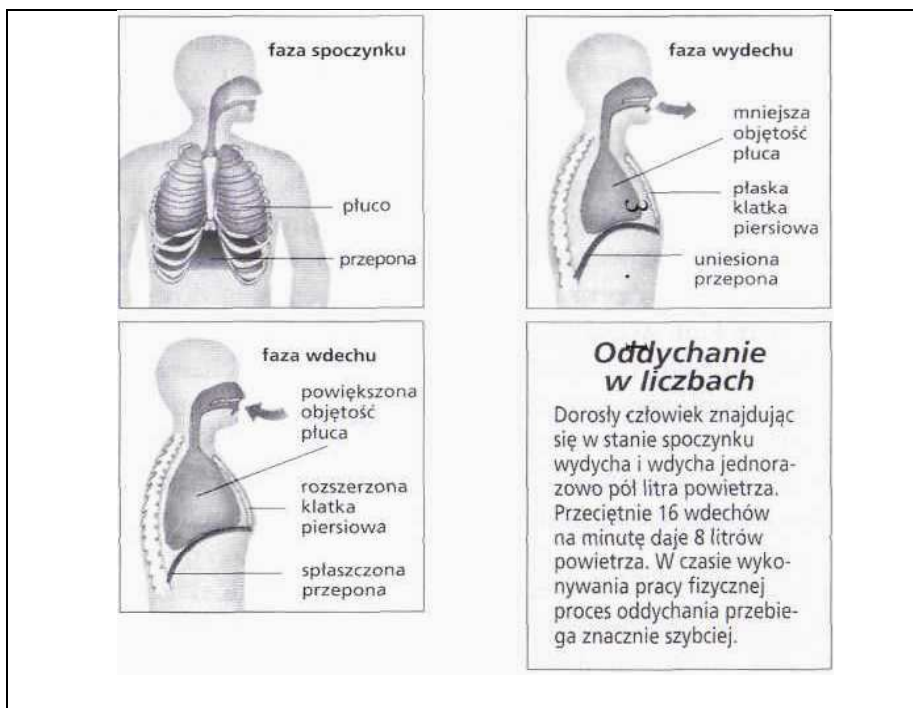 faza spoczynku
płuco
przepona
faza wydechu
mniejsza
objętość
płuca
płaska
klatka
piersiowa
uniesiona
przepona
faza wdechu
powiększona
objętość
płuca
rozszerzona
klatka
piersiowa
spłaszczona
przepona
Oddychanie
w liczbach
Dorosły człowiek znajdując
się w stanie spoczynku
wydycha i wdycha jednora-
zowo pół litra powietrza.
Przeciętnie 16 wdechów
na minutę daje 8 litrów
powietrza. W czasie wyko-
nywania pracy fizycznej
proces oddychania przebie-
ga znacznie szybciej.